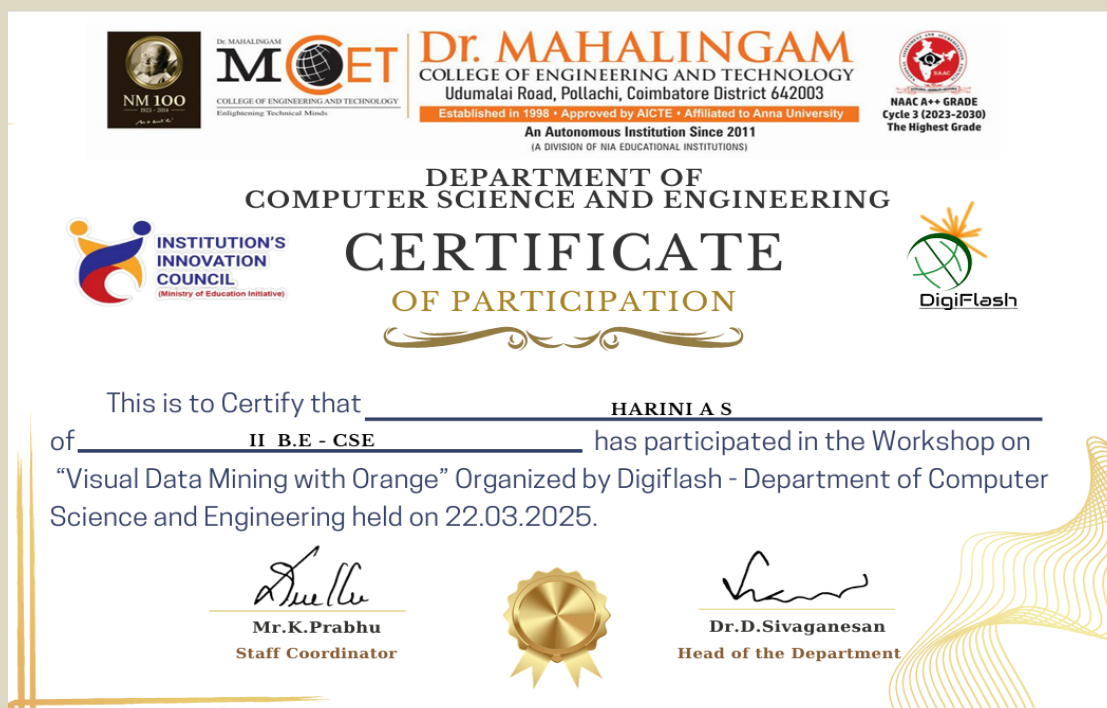 NM 100
1923 - 2014
Dr. MAHALINGAM
MCET
COLLEGE OF ENGINEERING AND TECHNOLOGY
Enlightening Technical Minds
Dr. MAHALINGAM
COLLEGE OF ENGINEERING AND TECHNOLOGY
Udumalai Road, Pollachi, Coimbatore District 642003
Established in 1998 • Approved by AICTE • Affiliated to Anna University
An Autonomous Institution Since 2011
(A DIVISION OF NIA EDUCATIONAL INSTITUTIONS)
NAAC
NAAC A++ GRADE
Cycle 3 (2023-2030)
The Highest Grade
DEPARTMENT OF
COMPUTER SCIENCE AND ENGINEERING
INSTITUTION'S
INNOVATION
COUNCIL
(Ministry of Education Initiative)
CERTIFICATE
OF PARTICIPATION
DigiFlash
This is to Certify that HARINI A S
of II B.E - CSE has participated in the Workshop on
“Visual Data Mining with Orange” Organized by Digiflash - Department of Computer
Science and Engineering held on 22.03.2025.
Mr.K.Prabhu
Staff Coordinator
Dr.D.Sivaganesan
Head of the Department